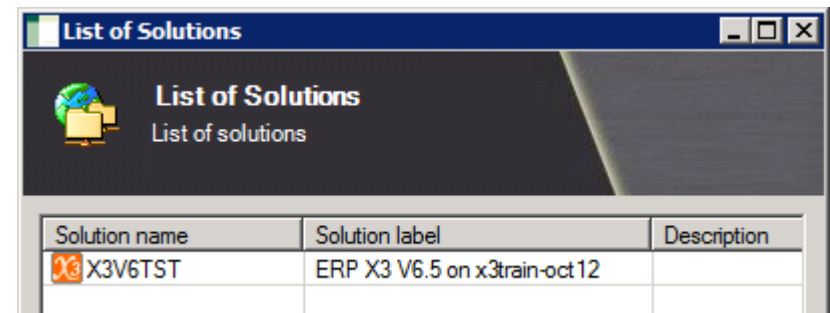 List of Solutions
List of Solutions
List of solutions
Solution name Solution label Description
X3 X3V6TST ERP X3 V6.5 on x3train-oct12